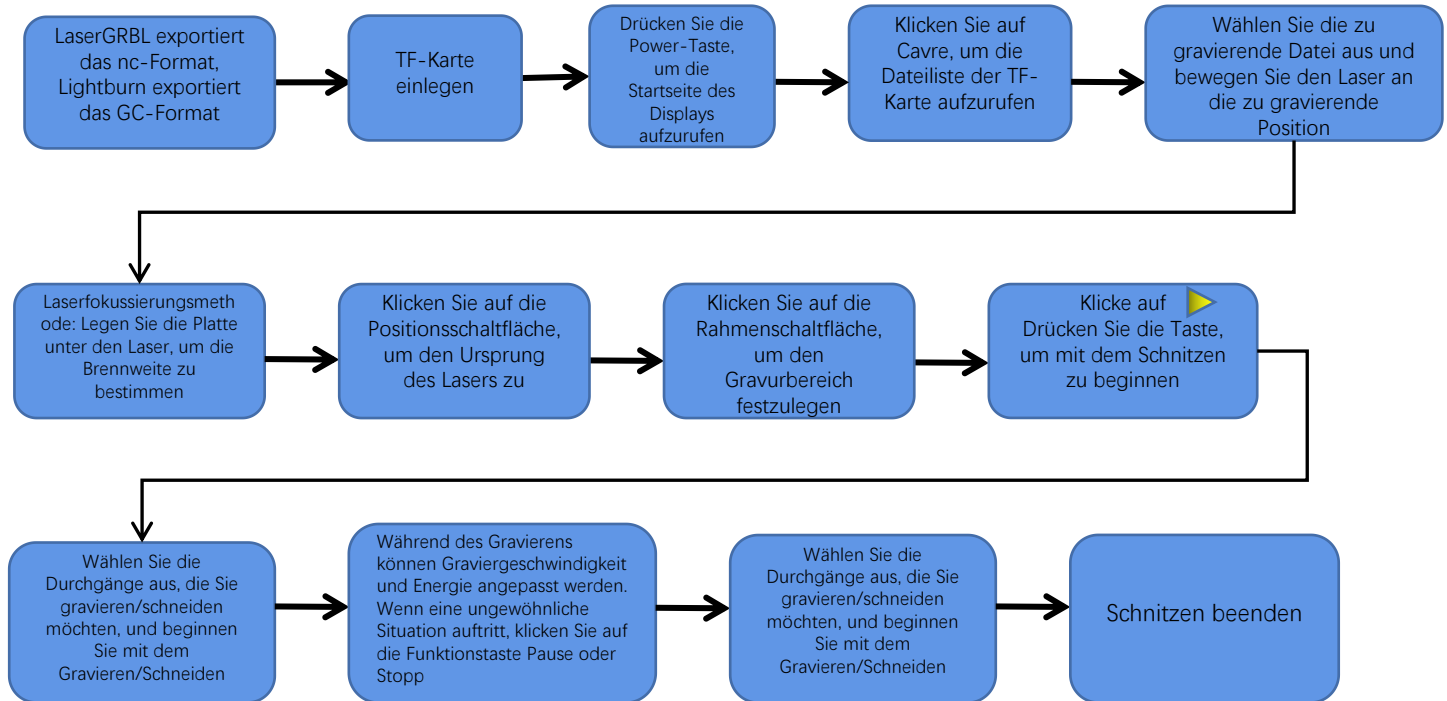 LaserGRBL exportiert
das nc-Format,
Lightburn exportiert
das GC-Format
TF-Karte
einlegen
Drücken Sie die
Power-Taste,
um die
Startseite des
Displays
aufzurufen
Klicken Sie auf
Cavre, um die
Dateiliste der TF-
Karte aufzurufen
Wählen Sie die zu
gravierende Datei aus und
bewegen Sie den Laser an
die zu gravierende
Position
Laserfokussierungsmeth
ode: Legen Sie die Platte
unter den Laser, um die
Brennweite zu
bestimmen
Klicken Sie auf die
Positionsschaltfläche,
um den Ursprung
des Lasers zu
Klicken Sie auf die
Rahmenschaltfläche,
um den
Gravurbereich
festzulegen
Klicke auf
Drücken Sie die Taste,
um mit dem Schnitzen
zu beginnen
Wählen Sie die
Durchgänge aus, die Sie
gravieren/schneiden
möchten, und beginnen
Sie mit dem
Gravieren/Schneiden
Während des Gravierens
können Graviergeschwindigkeit
und Energie angepasst werden.
Wenn eine ungewöhnliche
Situation auftritt, klicken Sie auf
die Funktionstaste Pause oder
Stopp
Wählen Sie die
Durchgänge aus, die Sie
gravieren/schneiden
möchten, und beginnen
Sie mit dem
Gravieren/Schneiden
Schnitzen beenden